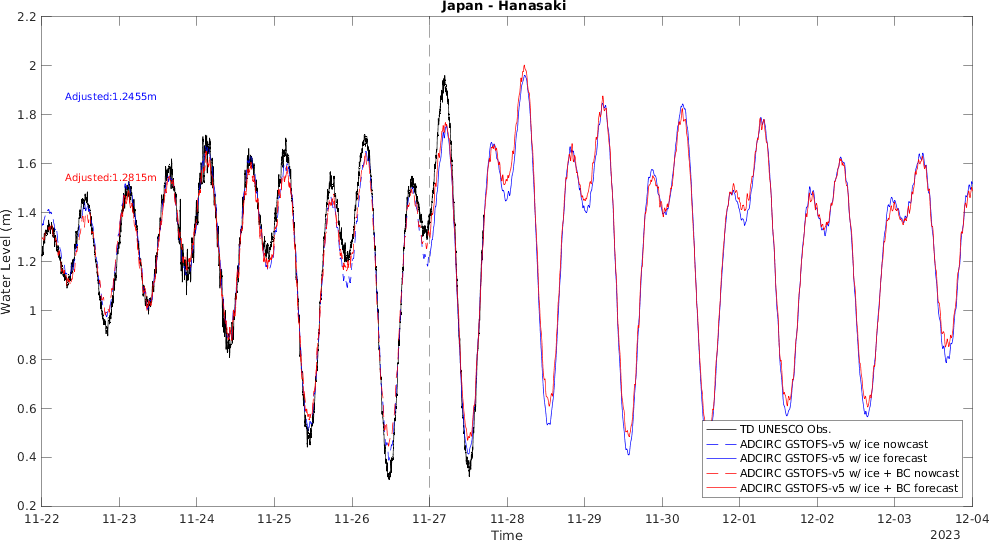 Japan - Hanasaki
2.2
2
1.8
1.6
1.4
1.2
1
0.8
0.6
0.4
0.2
Water Level (m)
Adjusted:1.2455m
Adjusted:1.2815m
TD UNESCO Obs.
ADCIRC GSTOFS-v5 w/ ice nowcast
ADCIRC GSTOFS-v5 w/ ice forecast
ADCIRC GSTOFS-v5 w/ ice + BC nowcast
ADCIRC GSTOFS-v5 w/ ice + BC forecast
11-22 11-23 11-24 11-25 11-26 11-27 11-28 11-29 11-30 12-01 12-02 12-03 12-04
Time
2023